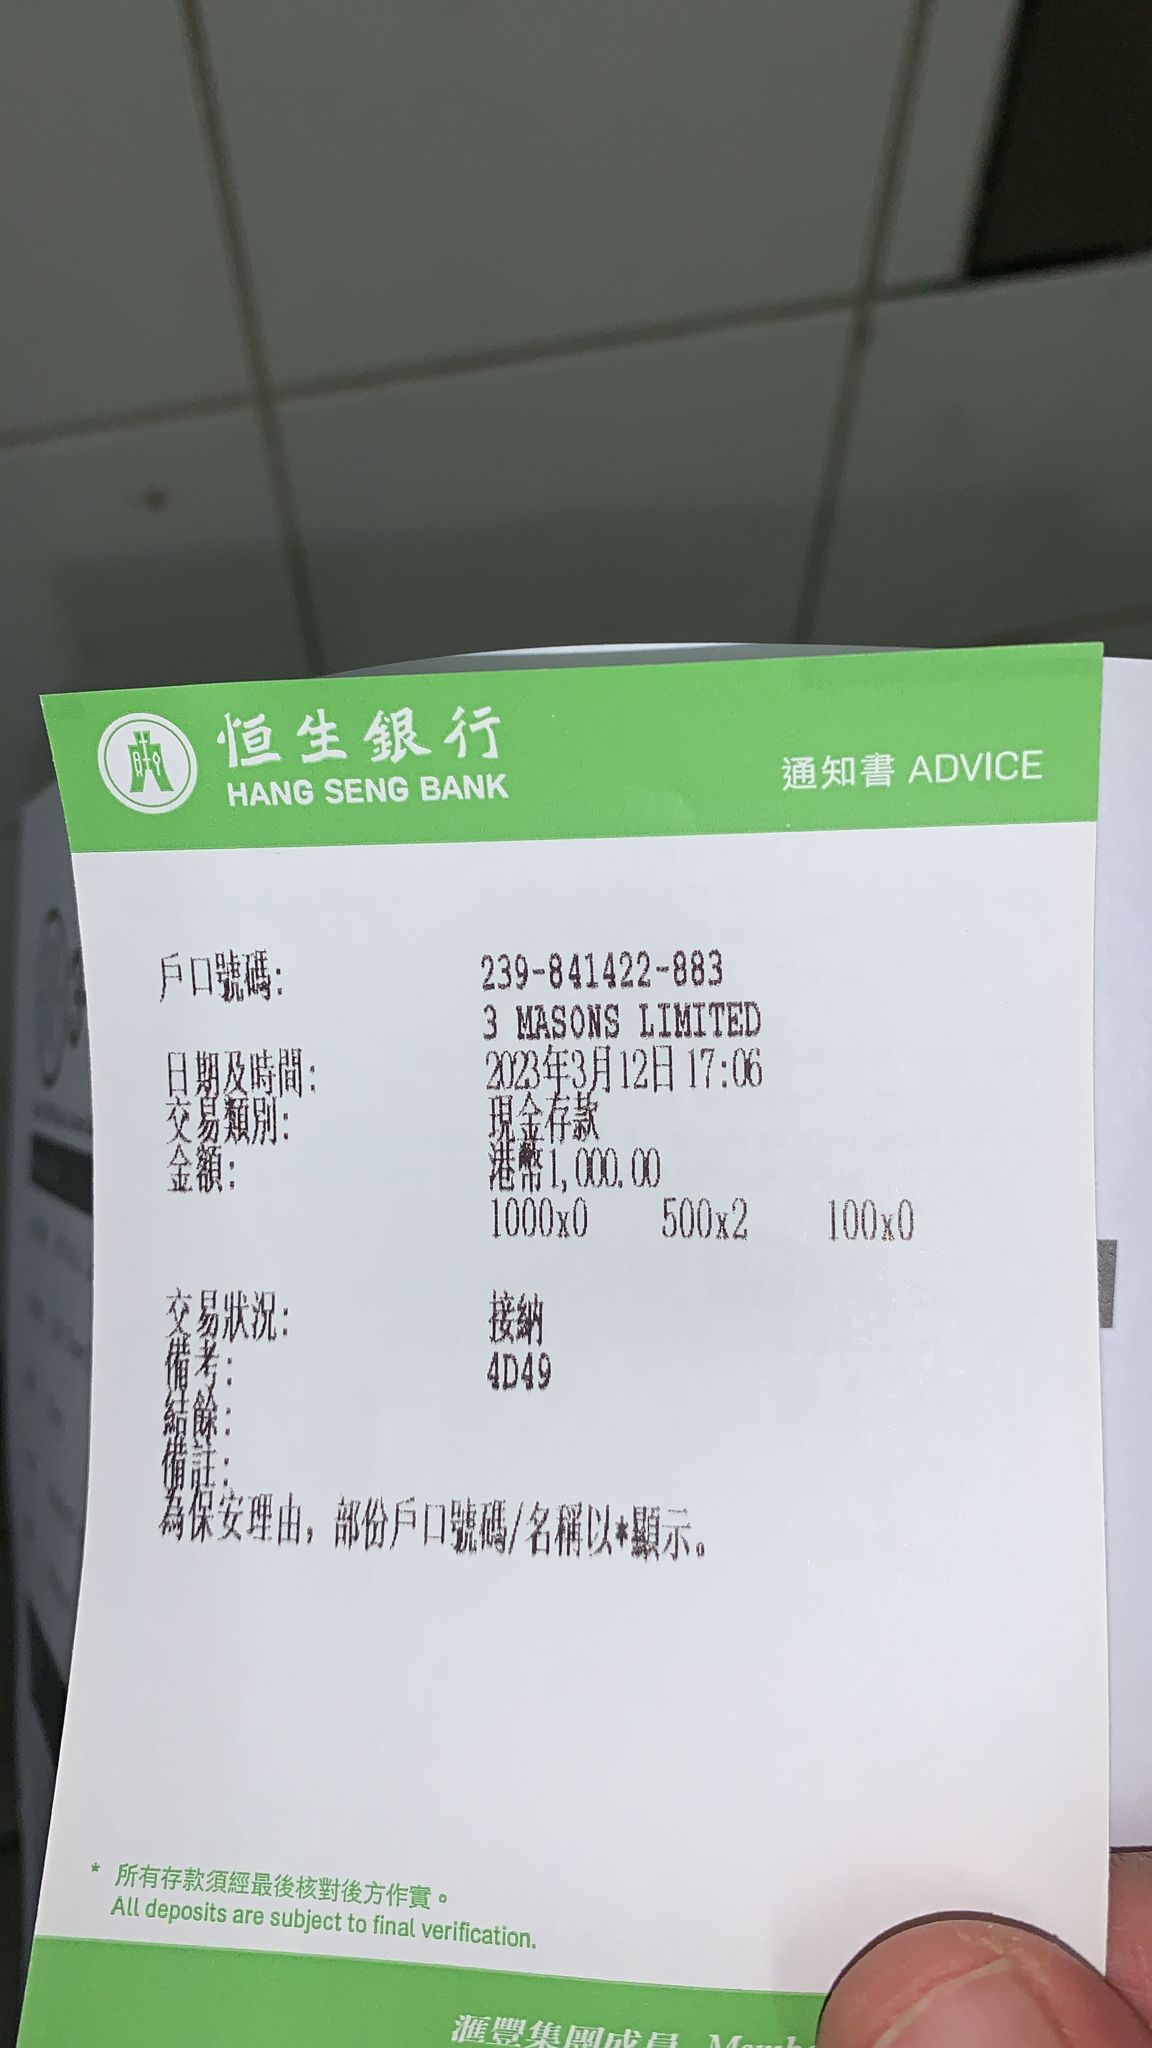 恒生銀行
HANG SENG BANK
通知書 ADVICE
戶口號碼: 239-841422-883
3 MASONS LIMITED
日期及時間: 2023年3月12日 17:06
交易類別: 現金存款
金額: 港幣1,000.00
1000x0 500x2 100x0
交易狀況: 接納
備考: 4D49
結餘:
備註:
為保安理由，部份戶口號碼/名稱以*顯示。
* 所有存款須經最後核對後方作實。
All deposits are subject to final verification.
滙豐集團成員